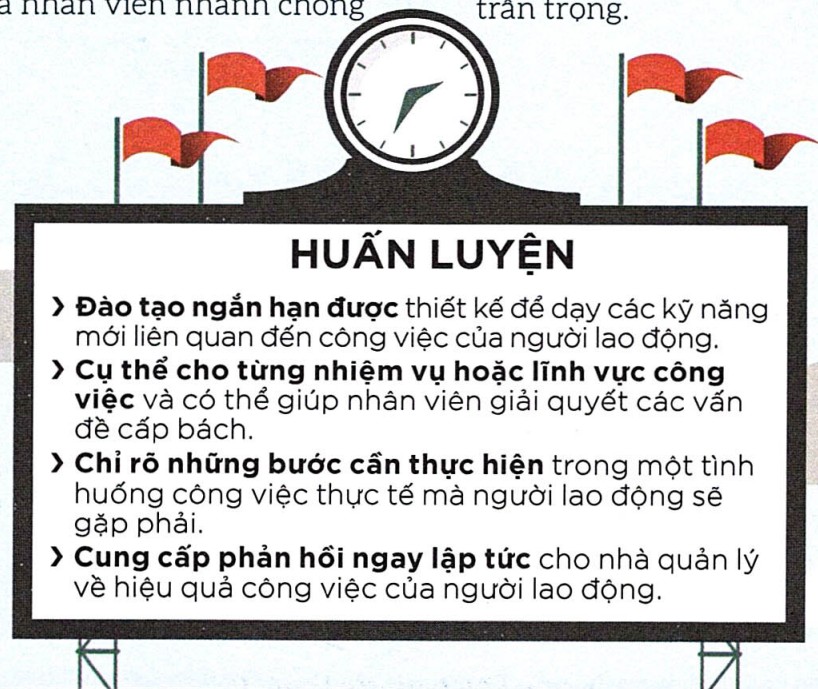 nhân viên nhanh chóng
trân trọng.
HUẤN LUYỆN
❯ Đào tạo ngắn hạn được thiết kế để dạy các kỹ năng
mới liên quan đến công việc của người lao động.
❯ Cụ thể cho từng nhiệm vụ hoặc lĩnh vực công
việc và có thể giúp nhân viên giải quyết các vấn
đề cấp bách.
❯ Chỉ rõ những bước cần thực hiện trong một tình
huống công việc thực tế mà người lao động sẽ
gặp phải.
❯ Cung cấp phản hồi ngay lập tức cho nhà quản lý
về hiệu quả công việc của người lao động.